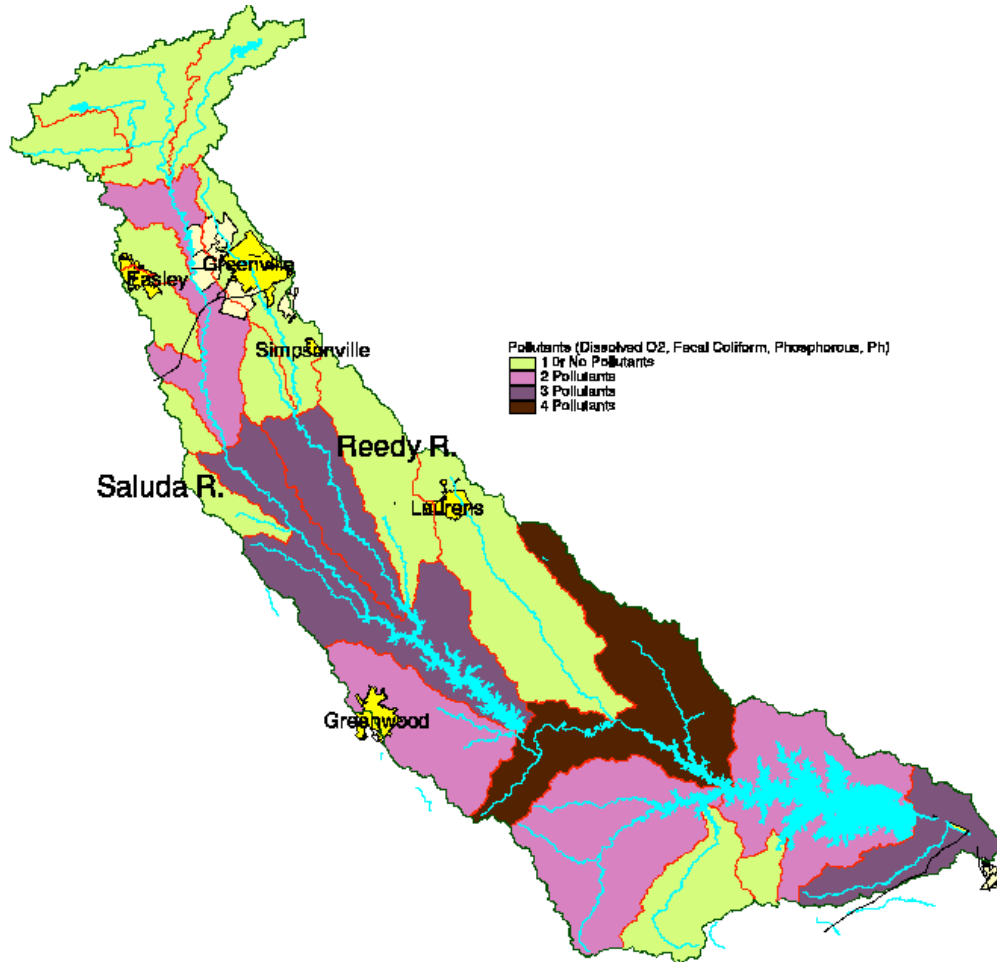 Greenville
Easley
Simpsonville
Pollutants (Dissolved O2, Fecal Coliform, Phosphorous, Ph)
1 0r No Pollutants
2 Pollutants
3 Pollutants
4 Pollutants
Reedy R.
Saluda R.
Laurens
Greenwood